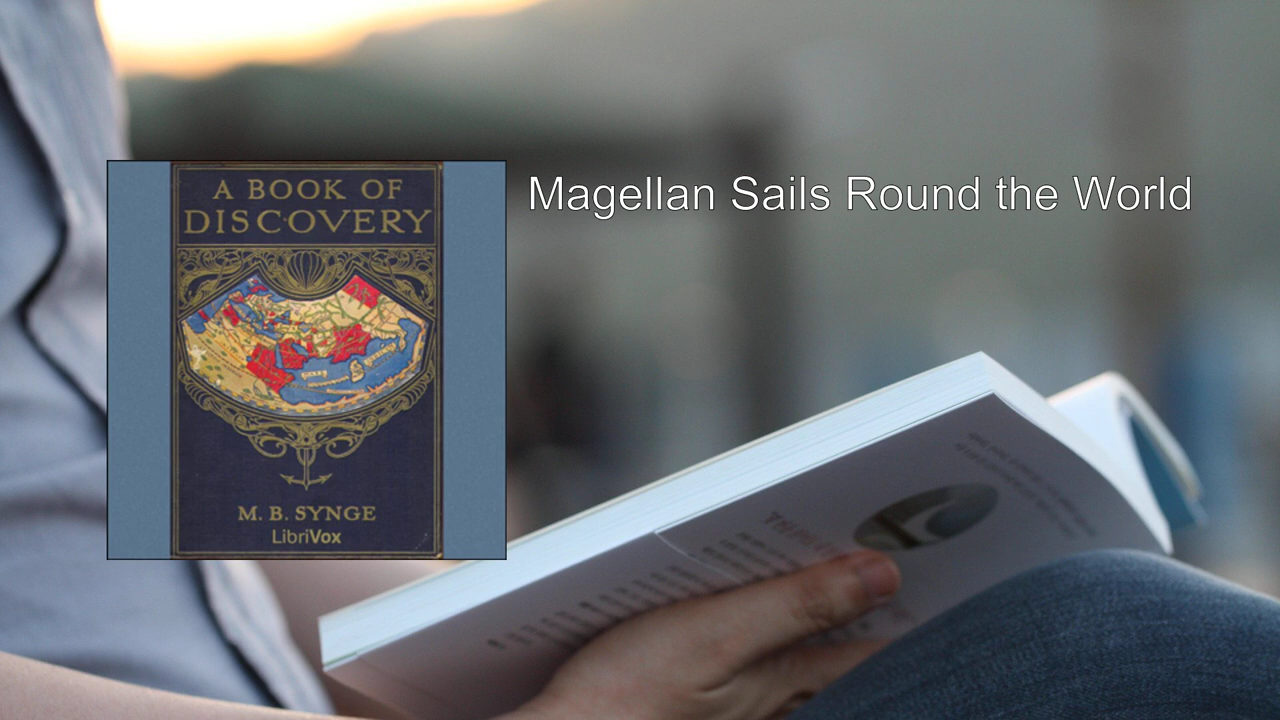 A BOOK OF
DISCOVERY
M. B. SYNGE
LibriVox
Magellan Sails Round the World